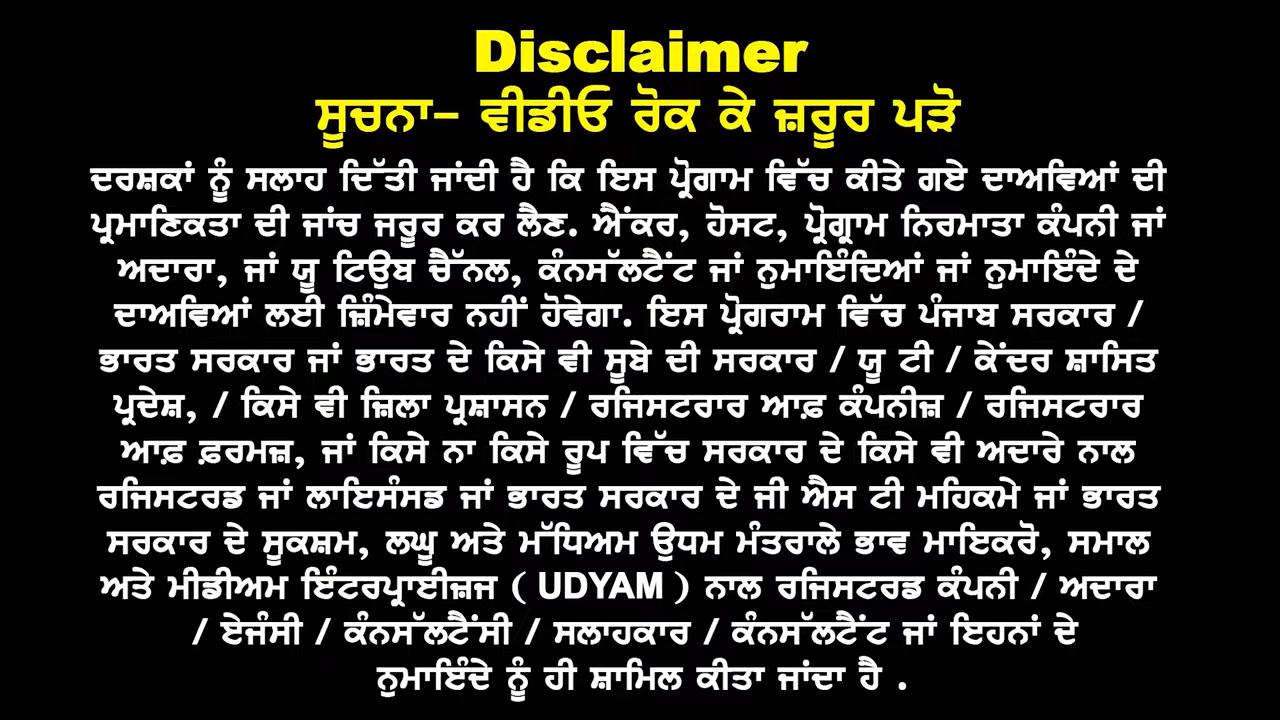 Disclaimer
ਸੂਚਨਾ- ਵੀਡੀਓ ਰੋਕ ਕੇ ਜ਼ਰੂਰ ਪੜੋ
ਦਰਸ਼ਕਾਂ ਨੂੰ ਸਲਾਹ ਦਿੱਤੀ ਜਾਂਦੀ ਹੈ ਕਿ ਇਸ ਪ੍ਰੋਗਾਮ ਵਿੱਚ ਕੀਤੇ ਗਏ ਦਾਅਵਿਆਂ ਦੀ
ਪ੍ਰਮਾਣਿਕਤਾ ਦੀ ਜਾਂਚ ਜਰੂਰ ਕਰ ਲੈਣ. ਐਂਕਰ, ਹੋਸਟ, ਪ੍ਰੋਗ੍ਰਾਮ ਨਿਰਮਾਤਾ ਕੰਪਨੀ ਜਾਂ
ਅਦਾਰਾ, ਜਾਂ ਯੂ ਟਿਊਬ ਚੈੱਨਲ, ਕੰਨਸੱਲਟੈਂਟ ਜਾਂ ਨੁਮਾਇੰਦਿਆਂ ਜਾਂ ਨੁਮਾਇੰਦੇ ਦੇ
ਦਾਅਵਿਆਂ ਲਈ ਜ਼ਿੰਮੇਵਾਰ ਨਹੀਂ ਹੋਵੇਗਾ. ਇਸ ਪ੍ਰੋਗਰਾਮ ਵਿੱਚ ਪੰਜਾਬ ਸਰਕਾਰ /
ਭਾਰਤ ਸਰਕਾਰ ਜਾਂ ਭਾਰਤ ਦੇ ਕਿਸੇ ਵੀ ਸੂਬੇ ਦੀ ਸਰਕਾਰ / ਯੂ ਟੀ / ਕੇਂਦਰ ਸ਼ਾਸਿਤ
ਪ੍ਰਦੇਸ਼, / ਕਿਸੇ ਵੀ ਜ਼ਿਲਾ ਪ੍ਰਸ਼ਾਸਨ / ਰਜਿਸਟਰਾਰ ਆਫ਼ ਕੰਪਨੀਜ਼ / ਰਜਿਸਟਰਾਰ
ਆਫ਼ ਫ਼ਰਮਜ਼, ਜਾਂ ਕਿਸੇ ਨਾ ਕਿਸੇ ਰੂਪ ਵਿੱਚ ਸਰਕਾਰ ਦੇ ਕਿਸੇ ਵੀ ਅਦਾਰੇ ਨਾਲ
ਰਜਿਸਟਰਡ ਜਾਂ ਲਾਇਸੰਸਡ ਜਾਂ ਭਾਰਤ ਸਰਕਾਰ ਦੇ ਜੀ ਐਸ ਟੀ ਮਹਿਕਮੇ ਜਾਂ ਭਾਰਤ
ਸਰਕਾਰ ਦੇ ਸੂਕਸ਼ਮ, ਲਘੂ ਅਤੇ ਮੱਧਿਅਮ ਉਧਮ ਮੰਤਰਾਲੇ ਭਾਵ ਮਾਇਕਰੋ, ਸਮਾਲ
ਅਤੇ ਮੀਡੀਅਮ ਇੰਟਰਪ੍ਰਾਈਜ਼ਜ ( UDYAM ) ਨਾਲ ਰਜਿਸਟਰਡ ਕੰਪਨੀ / ਅਦਾਰਾ
/ ਏਜੰਸੀ / ਕੰਨਸੱਲਟੈਂਸੀ / ਸਲਾਹਕਾਰ / ਕੰਨਸੱਲਟੈਂਟ ਜਾਂ ਇਹਨਾਂ ਦੇ
ਨੁਮਾਇੰਦੇ ਨੂੰ ਹੀ ਸ਼ਾਮਿਲ ਕੀਤਾ ਜਾਂਦਾ ਹੈ .